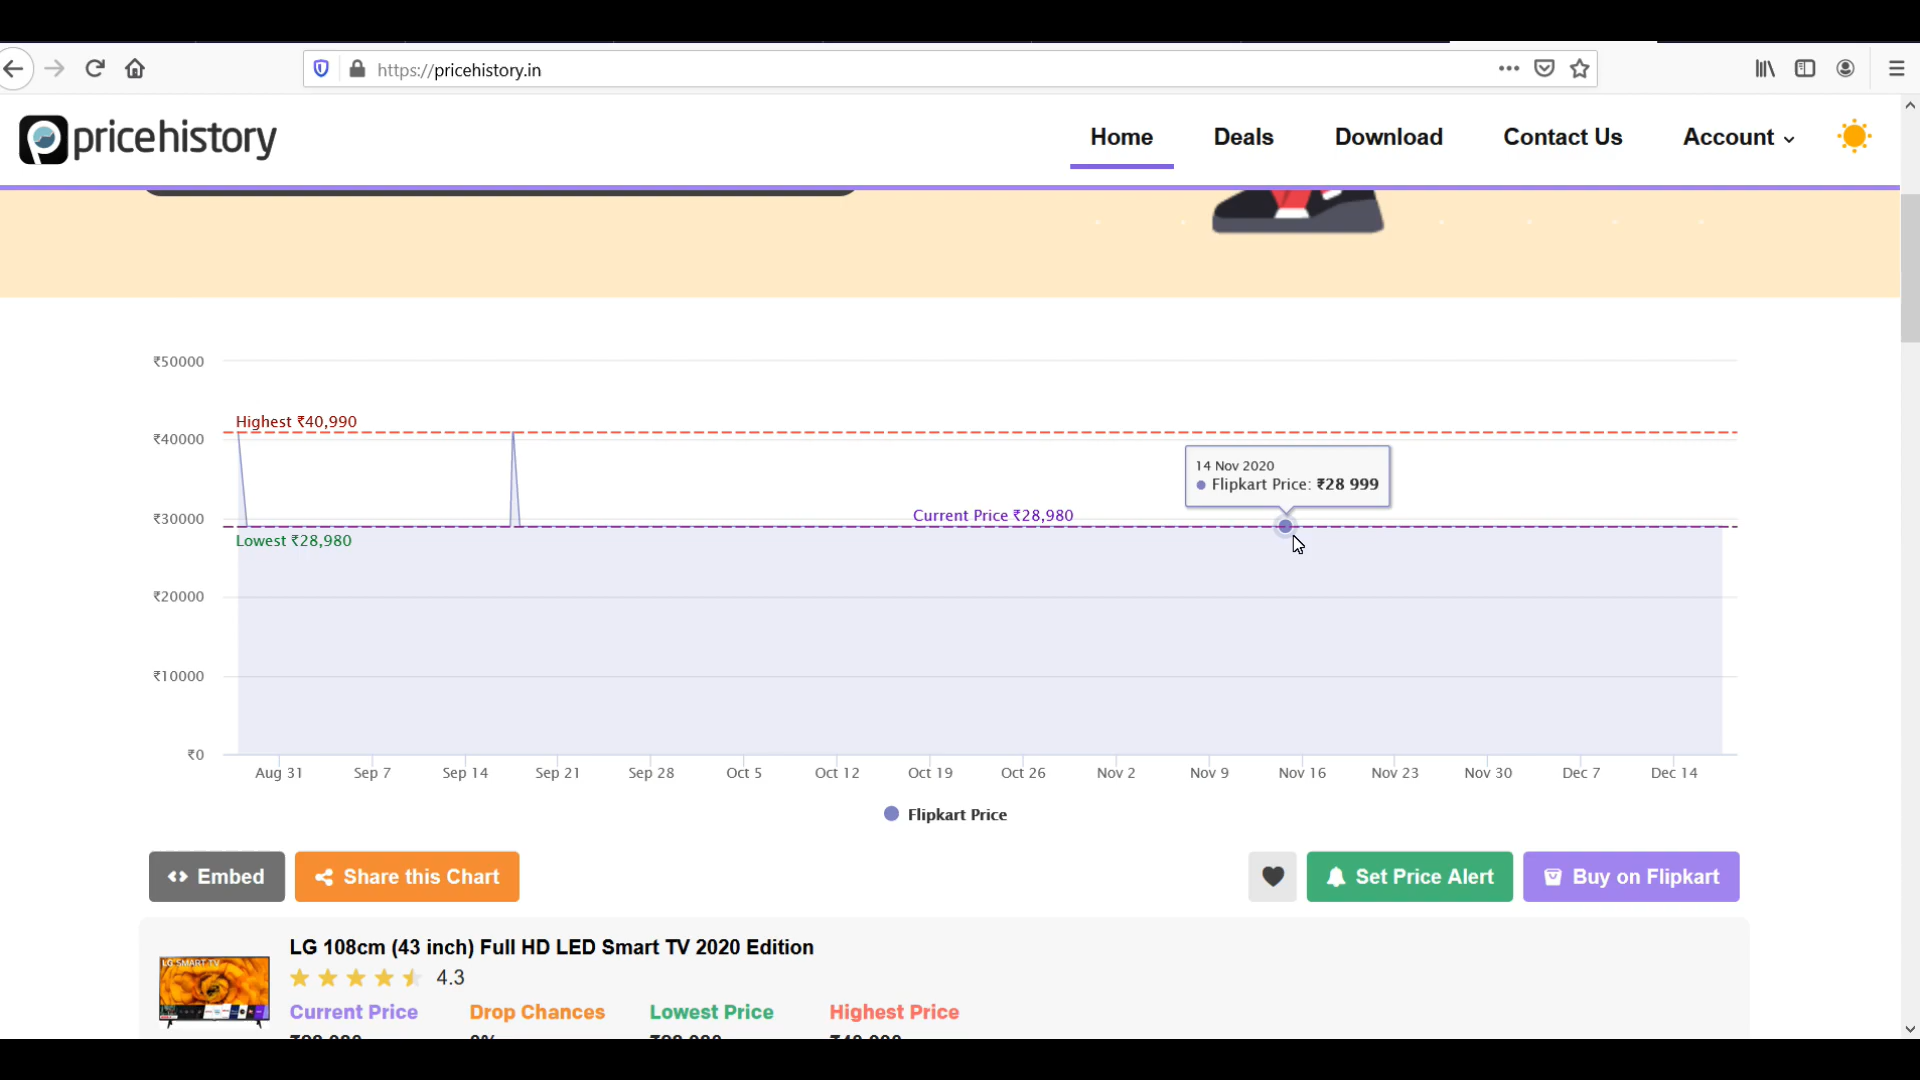 https://pricehistory.in
pricehistory
Home Deals Download Contact Us Account
₹50000
Highest ₹40,990
₹40000
14 Nov 2020
Flipkart Price: ₹28 999
Current Price ₹28,980
₹30000
Lowest ₹28,980
₹20000
₹10000
₹0
Aug 31 Sep 7 Sep 14 Sep 21 Sep 28 Oct 5 Oct 12 Oct 19 Oct 26 Nov 2 Nov 9 Nov 16 Nov 23 Nov 30 Dec 7 Dec 14
Flipkart Price
Embed Share this Chart Set Price Alert Buy on Flipkart
LG 108cm (43 inch) Full HD LED Smart TV 2020 Edition
LG SMART TV
4.3
Current Price Drop Chances Lowest Price Highest Price